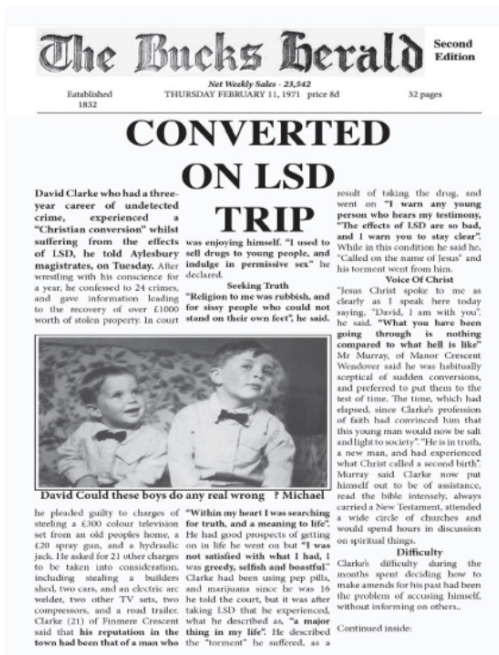 The Bucks Herald
Second
Edition
Net Weekly Sales - 23,542
Eatablished
1832
THURSDAY FEBRUARY 11, 1971 price 8d
32 pages
CONVERTED
ON LSD
TRIP
David Clarke who had a three-
year career of undetected
crime, experienced a
"Christian conversion" whilst
suffering from the effects
of LSD, he told Aylesbury
magistrates, on Tuesday. After
wrestling with his conscience for
a year, he confessed to 24 crimes,
and gave information leading
to the recovery of over £1000
worth of stolen property. In court
was enjoying himself. "I used to
sell drugs to young people, and
indulge in permissive sex" he
declared.
Seeking Truth
"Religion to me was rubbish, and
for sissy people who could not
stand on their own feet", he said.
David Could these boys do any real wrong ? Michael
he pleaded guilty to charges of
steeling a £300 colour television
set from an old peoples home, a
£20 spray gun, and a hydraulic
jack. He asked for 21 other charges
to be taken into consideration,
including stealing a builders
shed, two cars, and an electric arc
welder, two other TV sets, two
compressors, and a road trailer.
Clarke (21) of Finmere Crescent
said that his reputation in the
town had been that of a man who
"Within my heart I was searching
for truth, and a meaning to life".
He had good prospects of getting
on in life he went on but "I was
not satisfied with what I had, I
was greedy, selfish and boastful."
Clarke had been using pep pills,
and marijuana since he was 16
he told the court, but it was after
taking LSD that he experienced,
what he described as, "a major
thing in my life". He described
the "torment" he suffered, as a
result of taking the drug, and
went on "I warn any young
person who hears my testimony,
"The effects of LSD are so bad,
and I warn you to stay clear".
While in this condition he said he,
"Called on the name of Jesus" and
his torment went from him.
Voice Of Christ
"Jesus Christ spoke to me as
clearly as I speak here today
saying, "David, I am with you".
he said. "What you have been
going through is nothing
compared to what hell is like"
Mr Murray, of Manor Crescent
Wendover said he was habitually
sceptical of sudden conversions,
and preferred to put them to the
test of time. The time, which had
elapsed, since Clarke's profession
of faith had convinced him that
this young man would now be salt
and light to society". "He is in truth,
a new man, and had experienced
what Christ called a second birth".
Murray said Clarke now put
himself out to be of assistance,
read the bible intensely, always
carried a New Testament, attended
a wide circle of churches and
would spend hours in discussion
on spiritual things.
Difficulty
Clarke's difficulty during the
months spent deciding how to
make amends for his past had been
the problem of accusing himself,
without informing on others..
Continued inside: